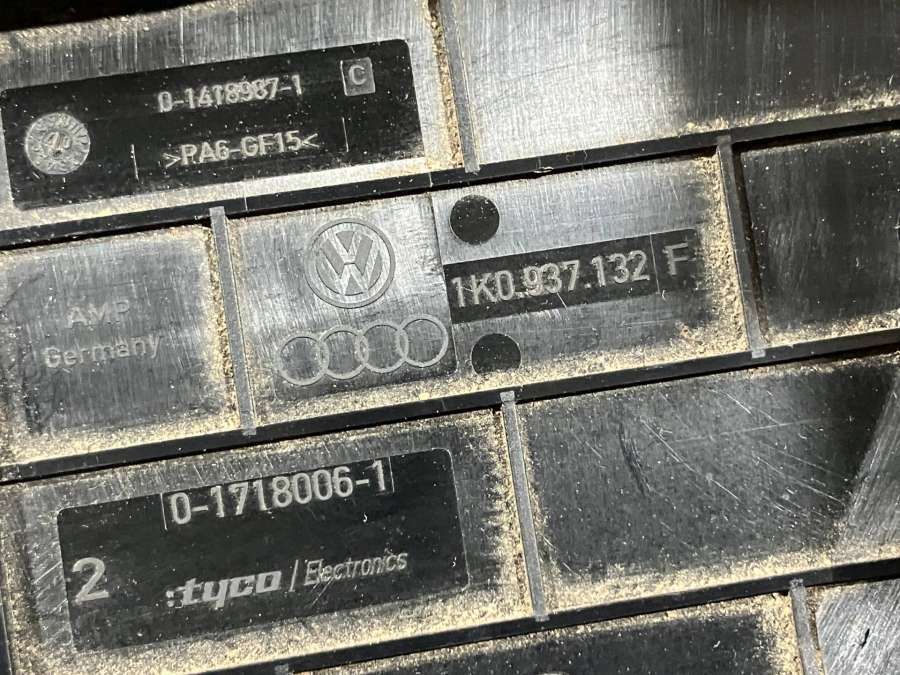 0-1418987-1
C
>PA6-GF15<
AMP
Germany
1K0.937.132 F
0-1718006-1
2
tyco / Electronics